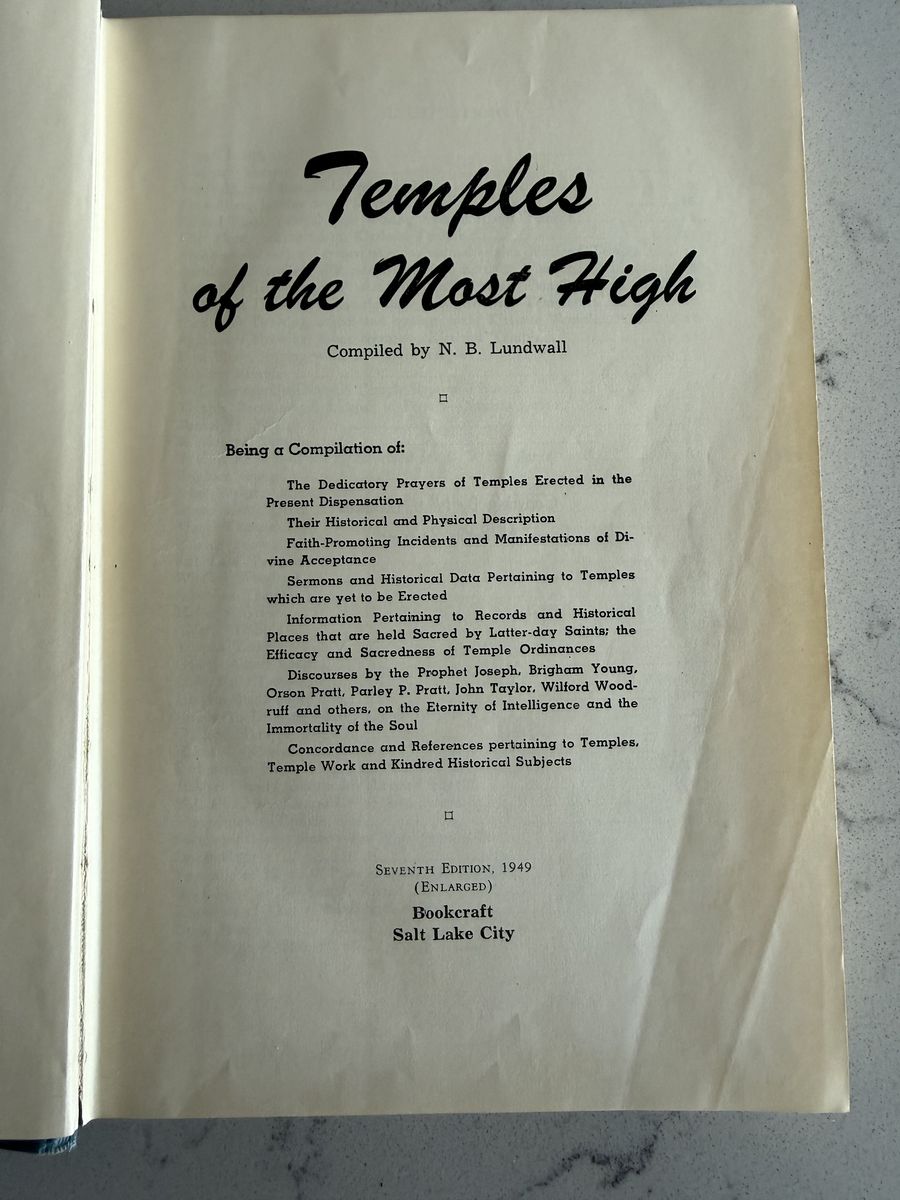 Temples
of the Most High
Compiled by N. B. Lundwall
Being a Compilation of:
The Dedicatory Prayers of Temples Erected in the
Present Dispensation
Their Historical and Physical Description
Faith-Promoting Incidents and Manifestations of Di-
vine Acceptance
Sermons and Historical Data Pertaining to Temples
which are yet to be Erected
Information Pertaining to Records and Historical
Places that are held Sacred by Latter-day Saints; the
Efficacy and Sacredness of Temple Ordinances
Discourses by the Prophet Joseph, Brigham Young,
Orson Pratt, Parley P. Pratt, John Taylor, Wilford Wood-
ruff and others, on the Eternity of Intelligence and the
Immortality of the Soul
Concordance and References pertaining to Temples,
Temple Work and Kindred Historical Subjects
SEVENTH EDITION, 1949
(ENLARGED)
Bookcraft
Salt Lake City